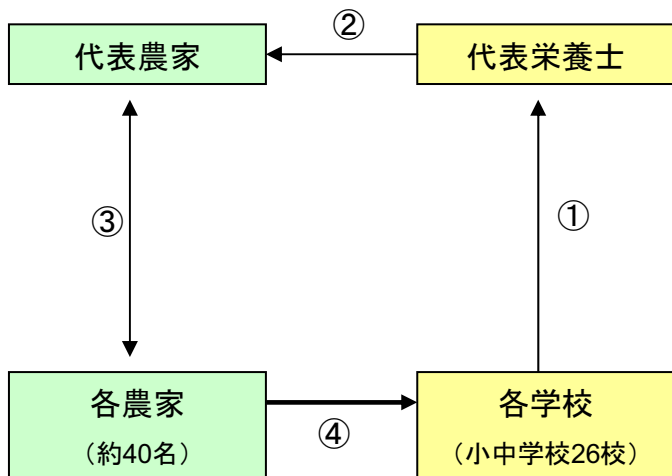 ②
代表農家
代表栄養士
③
①
各農家
（約40名）
④
各学校
（小中学校26校）